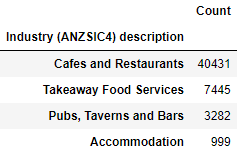 Count
Industry (ANZSIC4) description
Cafes and Restaurants 40431
Takeaway Food Services 7445
Pubs, Taverns and Bars 3282
Accommodation 999